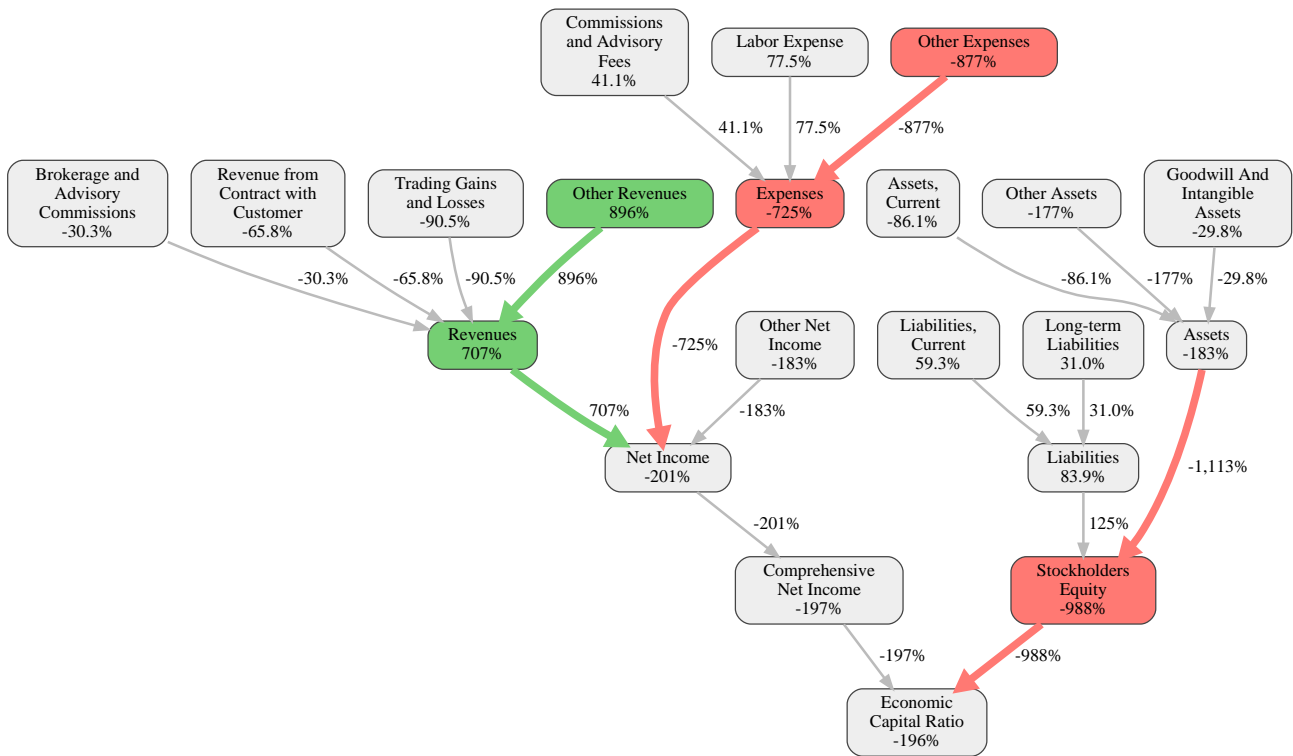 Commissions
and Advisory
Fees
41.1%
Labor Expense
77.5%
Other Expenses
-877%
41.1%
77.5%
-877%
Brokerage and
Advisory
Commissions
-30.3%
Revenue from
Contract with
Customer
-65.8%
Trading Gains
and Losses
-90.5%
Other Revenues
896%
Expenses
-725%
Assets,
Current
-86.1%
Other Assets
-177%
Goodwill And
Intangible
Assets
-29.8%
-30.3%
-65.8%
-90.5%
896%
-86.1%
-177%
-29.8%
Revenues
707%
-725%
Other Net
Income
-183%
Liabilities,
Current
59.3%
Long-term
Liabilities
31.0%
Assets
-183%
707%
-183%
59.3%
31.0%
Net Income
-201%
Liabilities
83.9%
-1,113%
-201%
125%
Comprehensive
Net Income
-197%
Stockholders
Equity
-988%
-197%
-988%
Economic
Capital Ratio
-196%